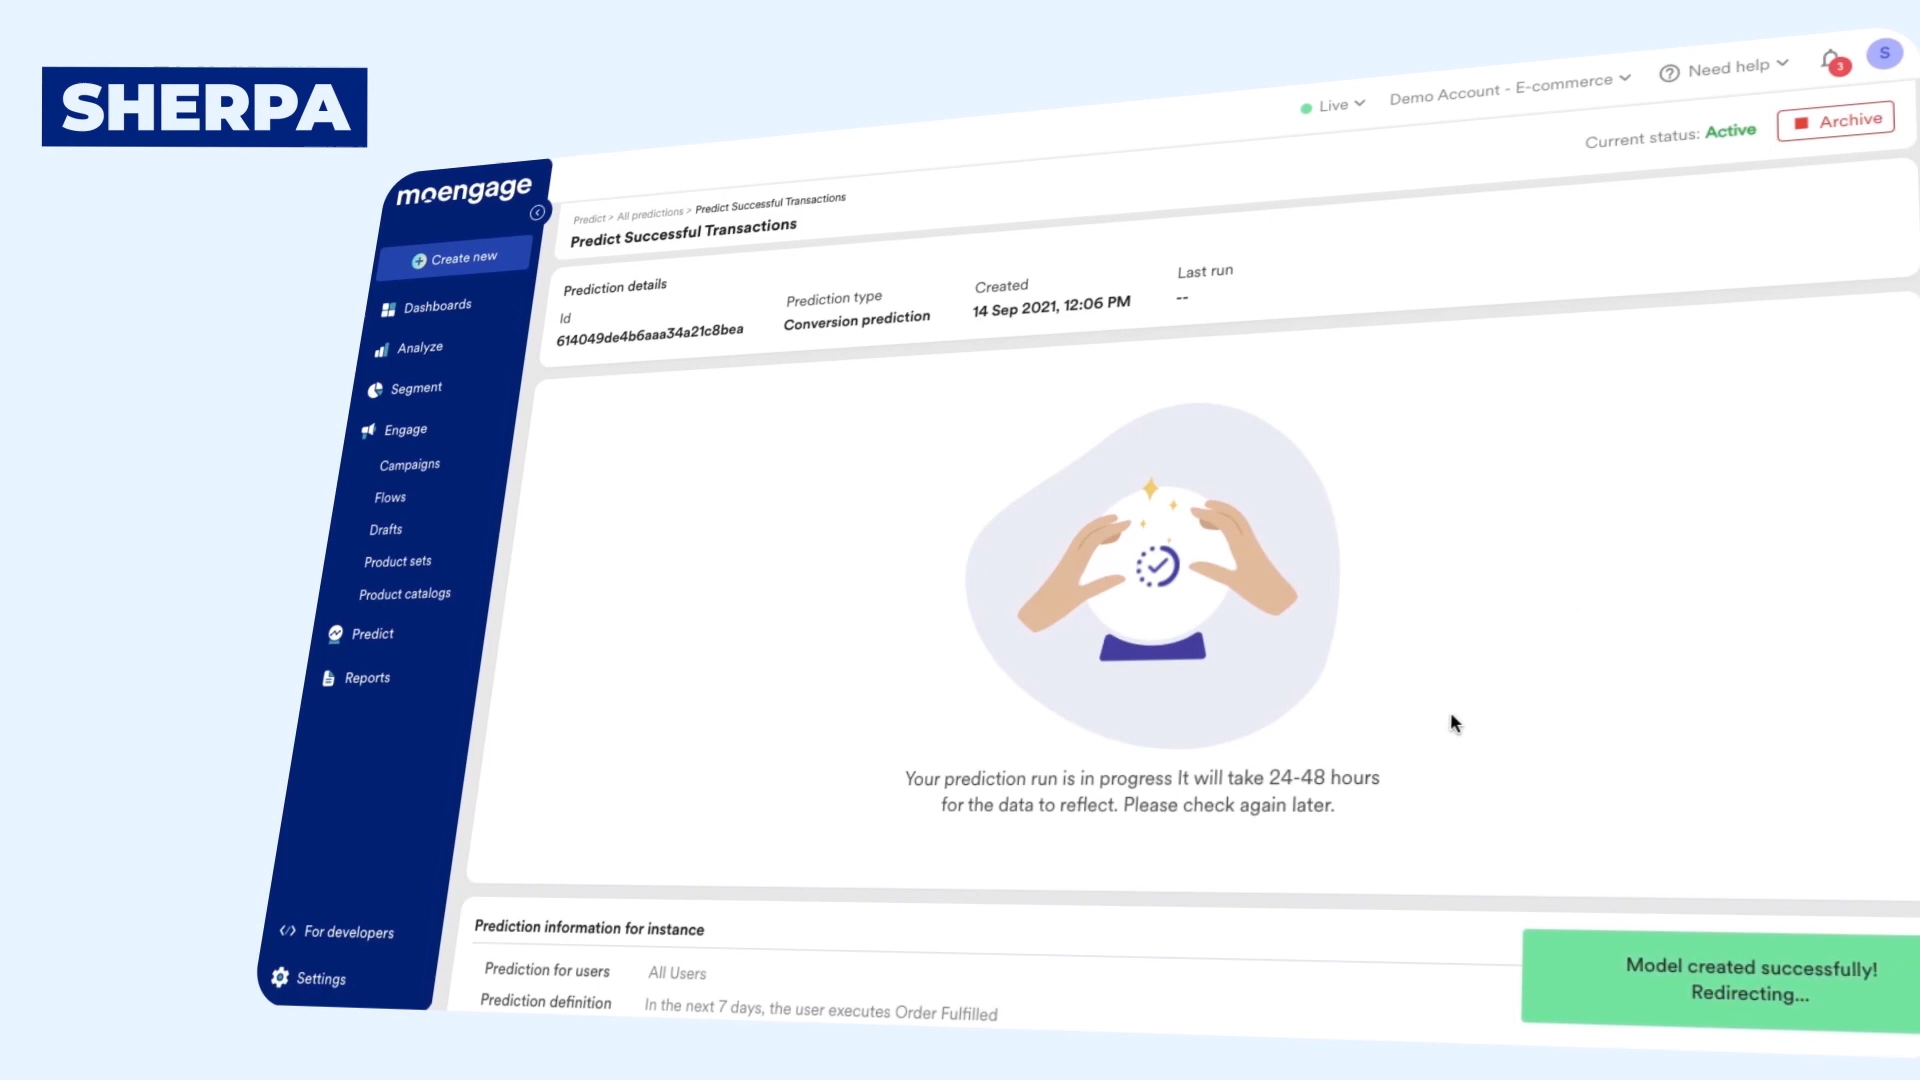 SHERPA
Live
Demo Account - E-commerce
Need help
3
S
Current status: Active
Archive
moengage
Create new
Dashboards
Analyze
Segment
Engage
Campaigns
Flows
Drafts
Product sets
Product catalogs
Predict
Reports
For developers
Settings
Predict > All predictions > Predict Successful Transactions
Predict Successful Transactions
Prediction details
Id
614049de4b6aaa34a21c8bea
Prediction type
Conversion prediction
Created
14 Sep 2021, 12:06 PM
Last run
--
Your prediction run is in progress It will take 24-48 hours
for the data to reflect. Please check again later.
Prediction information for instance
Prediction for users All Users
Prediction definition In the next 7 days, the user executes Order Fulfilled
Model created successfully!
Redirecting...